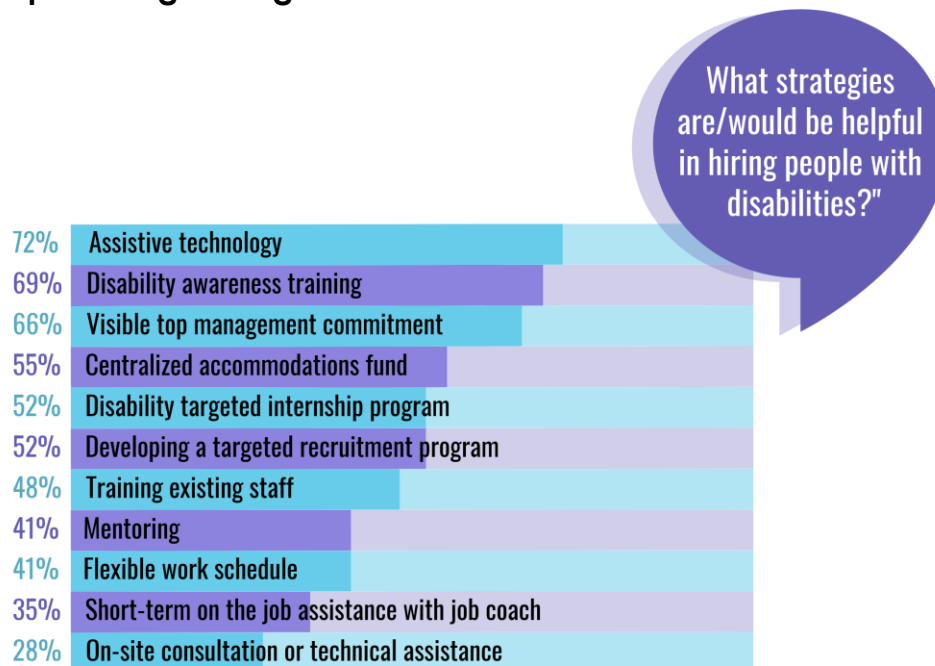 What strategies
are/would be helpful
in hiring people with
disabilities?"
72% Assistive technology
69% Disability awareness training
66% Visible top management commitment
55% Centralized accommodations fund
52% Disability targeted internship program
52% Developing a targeted recruitment program
48% Training existing staff
41% Mentoring
41% Flexible work schedule
35% Short-term on the job assistance with job coach
28% On-site consultation or technical assistance